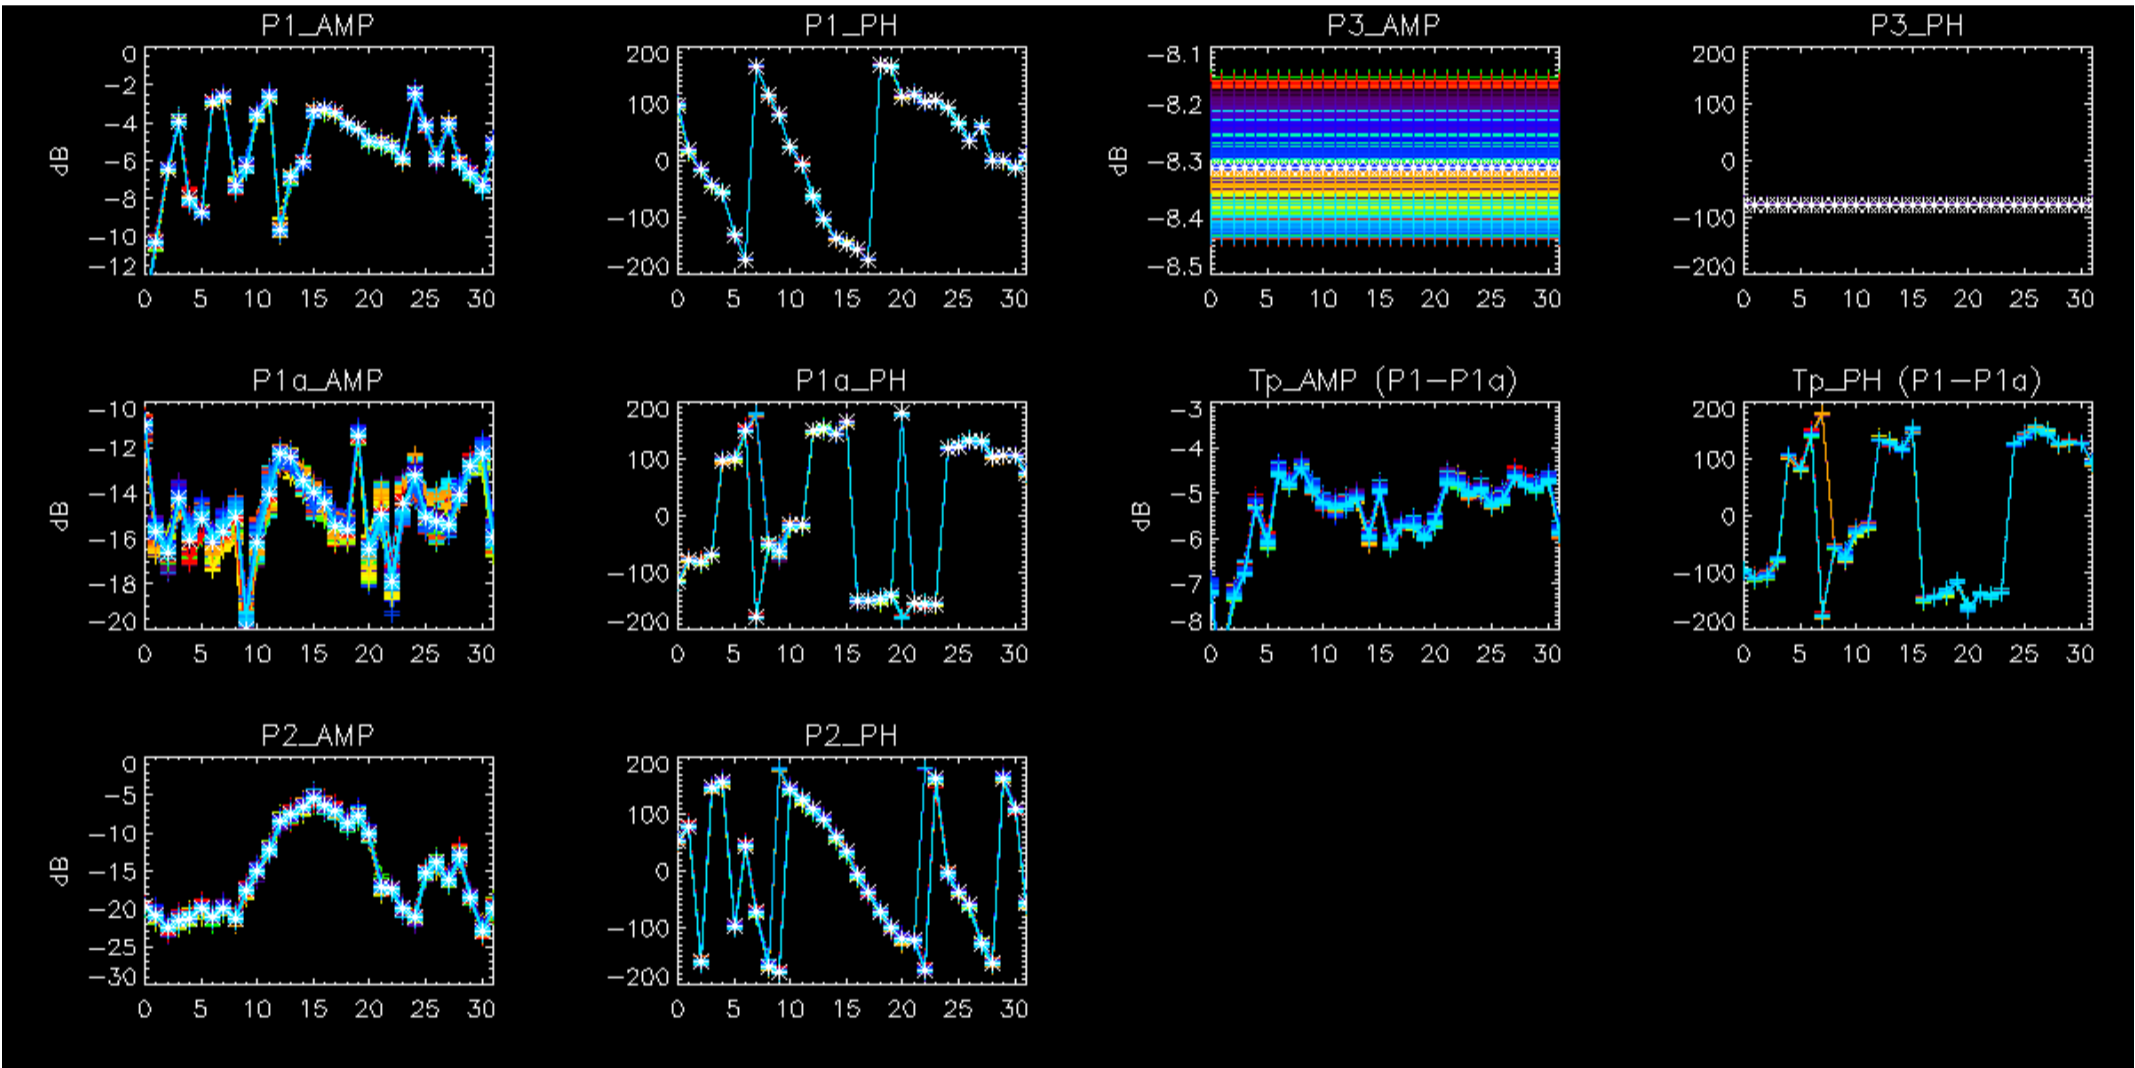 P1_AMP
0
−2
−4
−6
−8
−10
−12
dB
0 5 10 15 20 25 30
P1_PH
200
100
0
−100
−200
0 5 10 15 20 25 30
P3_AMP
−8.1
−8.2
−8.3
−8.4
−8.5
dB
0 5 10 15 20 25 30
P3_PH
200
100
0
−100
−200
0 5 10 15 20 25 30
P1a_AMP
−10
−12
−14
−16
−18
−20
dB
0 5 10 15 20 25 30
P1a_PH
200
100
0
−100
−200
0 5 10 15 20 25 30
Tp_AMP (P1−P1a)
−3
−4
−5
−6
−7
−8
dB
0 5 10 15 20 25 30
Tp_PH (P1−P1a)
200
100
0
−100
−200
0 5 10 15 20 25 30
P2_AMP
0
−5
−10
−15
−20
−25
−30
dB
0 5 10 15 20 25 30
P2_PH
200
100
0
−100
−200
0 5 10 15 20 25 30